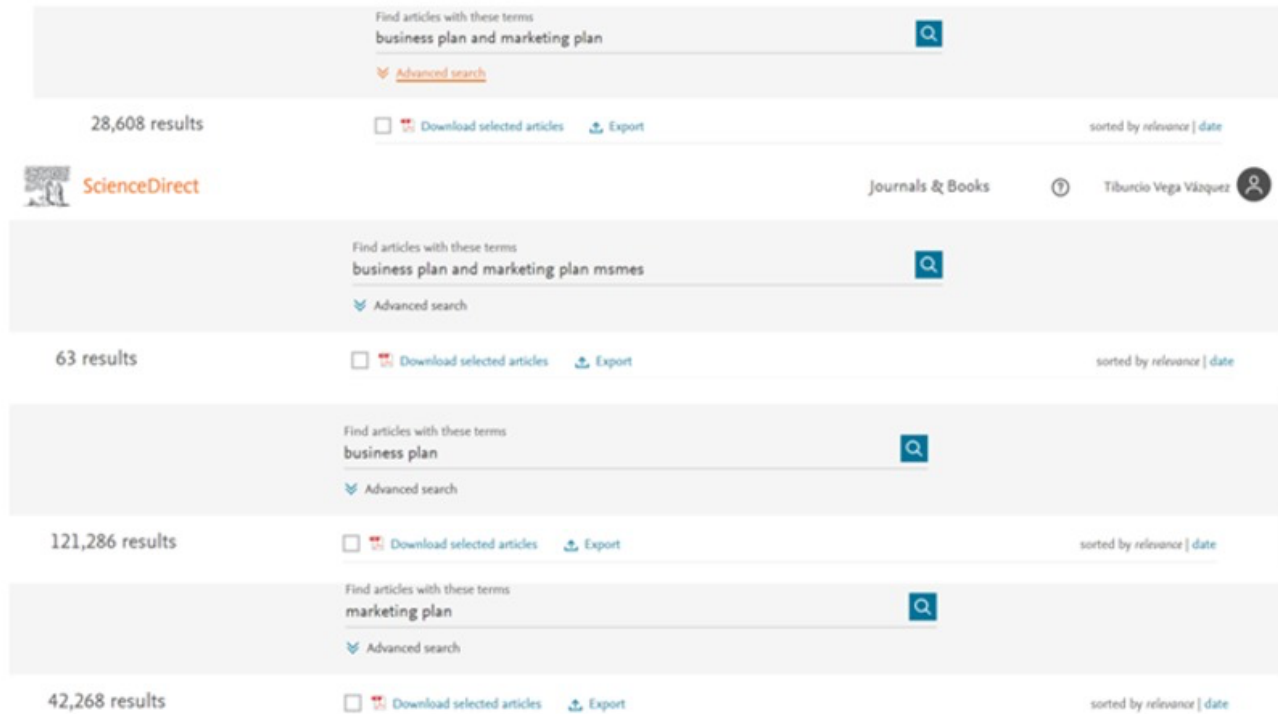 Find articles with these terms
business plan and marketing plan
Advanced search
28,608 results
Download selected articles Export sorted by relevance | date
ScienceDirect Journals & Books Tiburcio Vega Vázquez
Find articles with these terms
business plan and marketing plan msmes
Advanced search
63 results
Download selected articles Export sorted by relevance | date
Find articles with these terms
business plan
Advanced search
121,286 results
Download selected articles Export sorted by relevance | date
Find articles with these terms
marketing plan
Advanced search
42,268 results
Download selected articles Export sorted by relevance | date